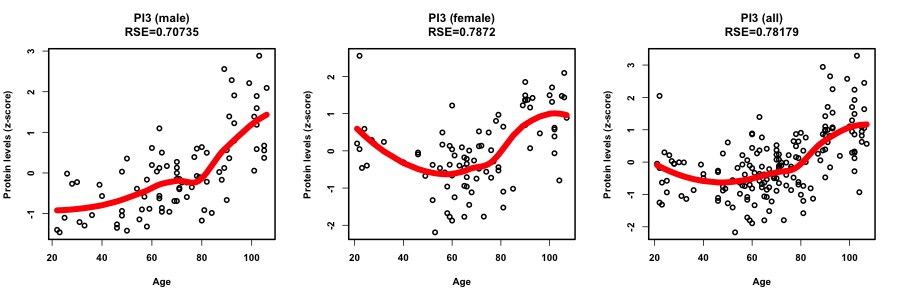 PI3 (male)
RSE=0.70735
3
2
1
0
-1
Protein levels (z-score)
20
40
60
80
100
Age
PI3 (female)
RSE=0.7872
2
1
0
-1
-2
Protein levels (z-score)
20
40
60
80
100
Age
PI3 (all)
RSE=0.78179
3
2
1
0
-1
-2
Protein levels (z-score)
20
40
60
80
100
Age